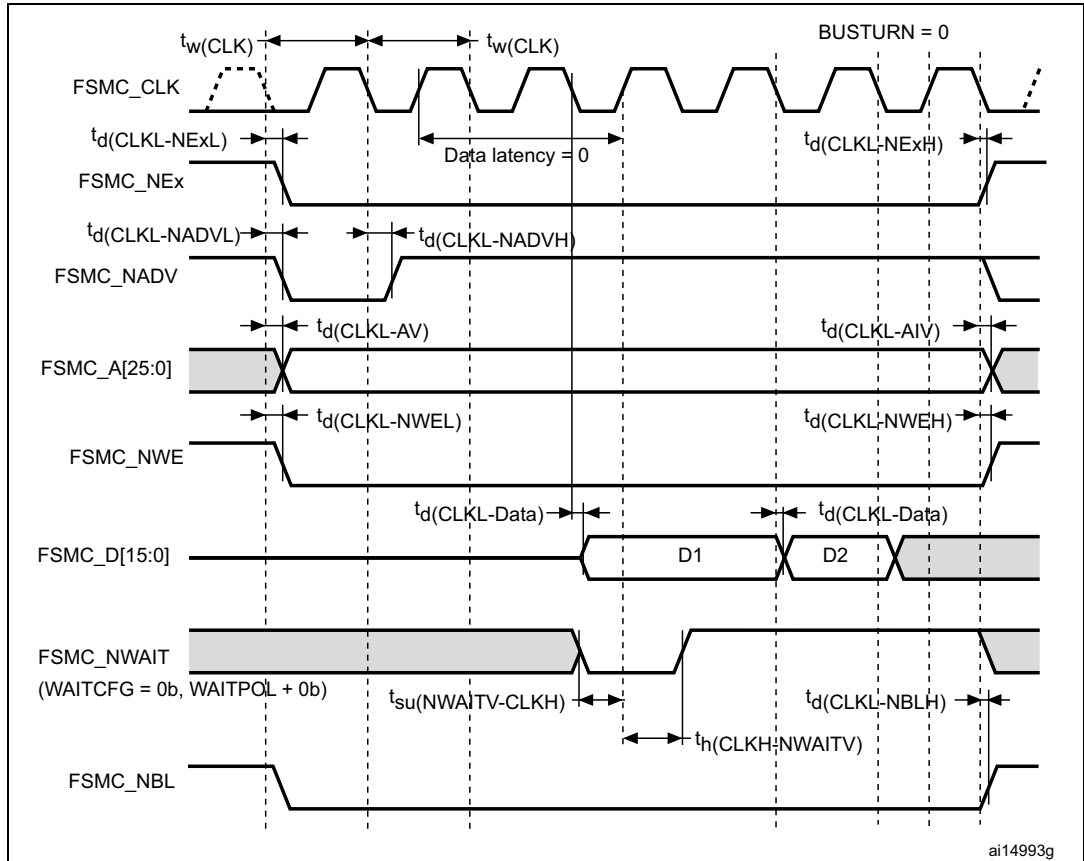 tw(CLK) tw(CLK) BUSTURN = 0
FSMC_CLK
td(CLKL-NExL) Data latency = 0 td(CLKL-NExH)
FSMC_NEx
td(CLKL-NADVL) td(CLKL-NADVH)
FSMC_NADV
td(CLKL-AV) td(CLKL-AIV)
FSMC_A[25:0]
td(CLKL-NWEL) td(CLKL-NWEH)
FSMC_NWE
td(CLKL-Data) td(CLKL-Data)
FSMC_D[15:0] D1 D2
FSMC_NWAIT
(WAITCFG = 0b, WAITPOL + 0b)
tsu(NWAITV-CLKH) td(CLKL-NBLH)
th(CLKH-NWAITV)
FSMC_NBL
ai14993g